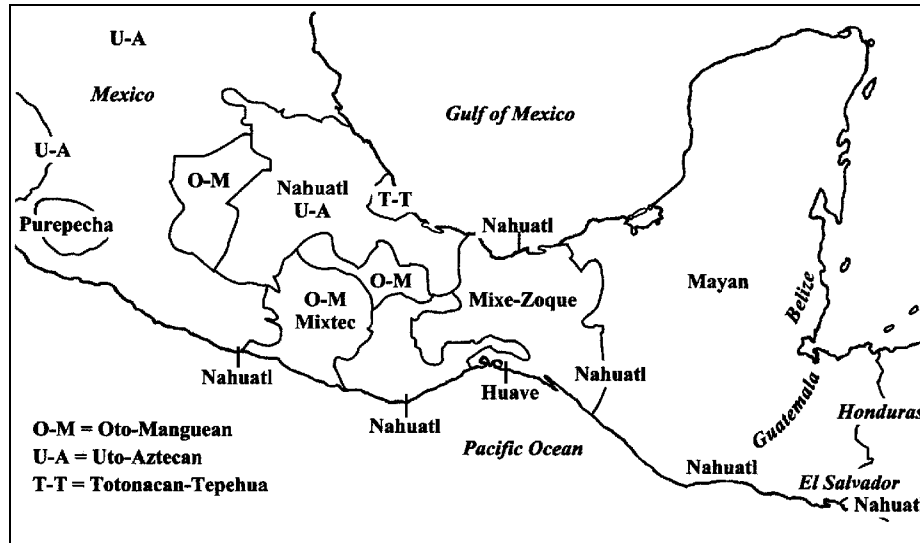 U-A
Mexico
Gulf of Mexico
U-A
O-M
Nahuatl
U-A
T-T
Purepecha
Nahuatl
O-M
O-M
Mixtec
Mixe-Zoque
Mayan
Belize
Nahuatl
Huave
Nahuatl
Nahuatl
Guatemala
Honduras
O-M = Oto-Manguean
U-A = Uto-Aztecan
T-T = Totonacan-Tepehua
Pacific Ocean
Nahuatl
El Salvador
Nahuat